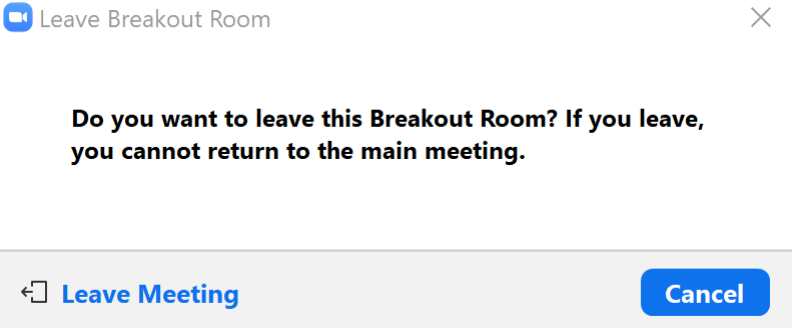 Leave Breakout Room
Do you want to leave this Breakout Room? If you leave,
you cannot return to the main meeting.
Leave Meeting
Cancel